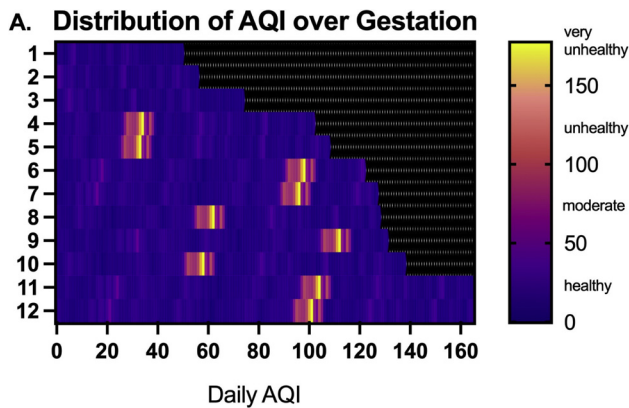 A. Distribution of AQI over Gestation
1
2
3
4
5
6
7
8
9
10
11
12
0 20 40 60 80 100 120 140 160
Daily AQI
very
unhealthy
150
unhealthy
100
moderate
50
healthy
0